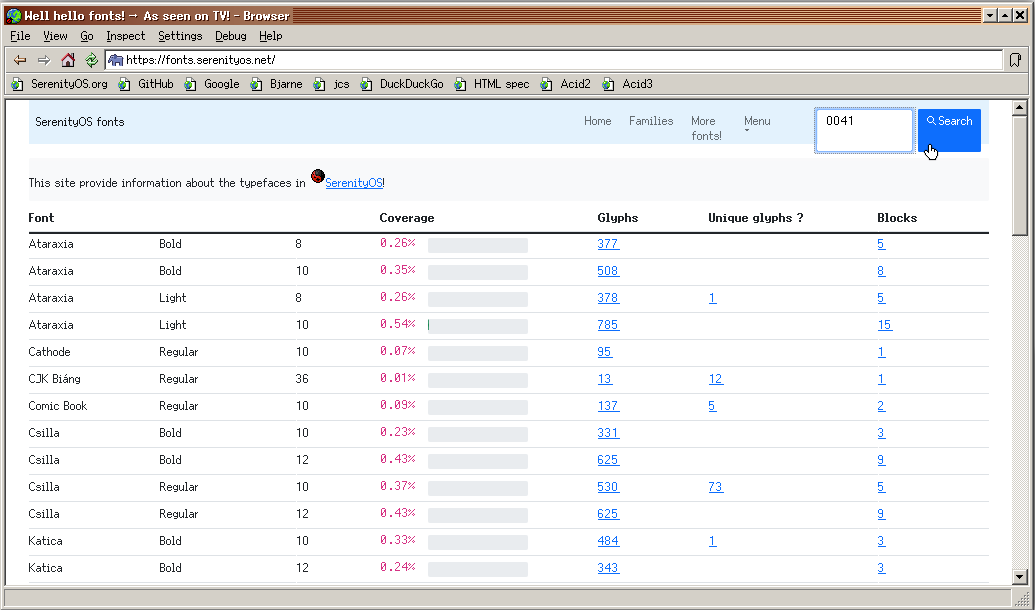 Well hello fonts! → As seen on TV! - Browser
File View Go Inspect Settings Debug Help
https://fonts.serenityos.net/
SerenityOS.org GitHub Google Bjarne jcs DuckDuckGo HTML spec Acid2 Acid3
SerenityOS fonts Home Families More fonts! Menu 0041 Search
This site provide information about the typefaces in SerenityOS!
Font Coverage Glyphs Unique glyphs ? Blocks
Ataraxia Bold 8 0.26% 377 5
Ataraxia Bold 10 0.35% 508 8
Ataraxia Light 8 0.26% 378 1 5
Ataraxia Light 10 0.54% 785 15
Cathode Regular 10 0.07% 95 1
CJK Biáng Regular 36 0.01% 13 12 1
Comic Book Regular 10 0.09% 137 5 2
Csilla Bold 10 0.23% 331 3
Csilla Bold 12 0.43% 625 9
Csilla Regular 10 0.37% 530 73 5
Csilla Regular 12 0.43% 625 9
Katica Bold 10 0.33% 484 1 3
Katica Bold 12 0.24% 343 3